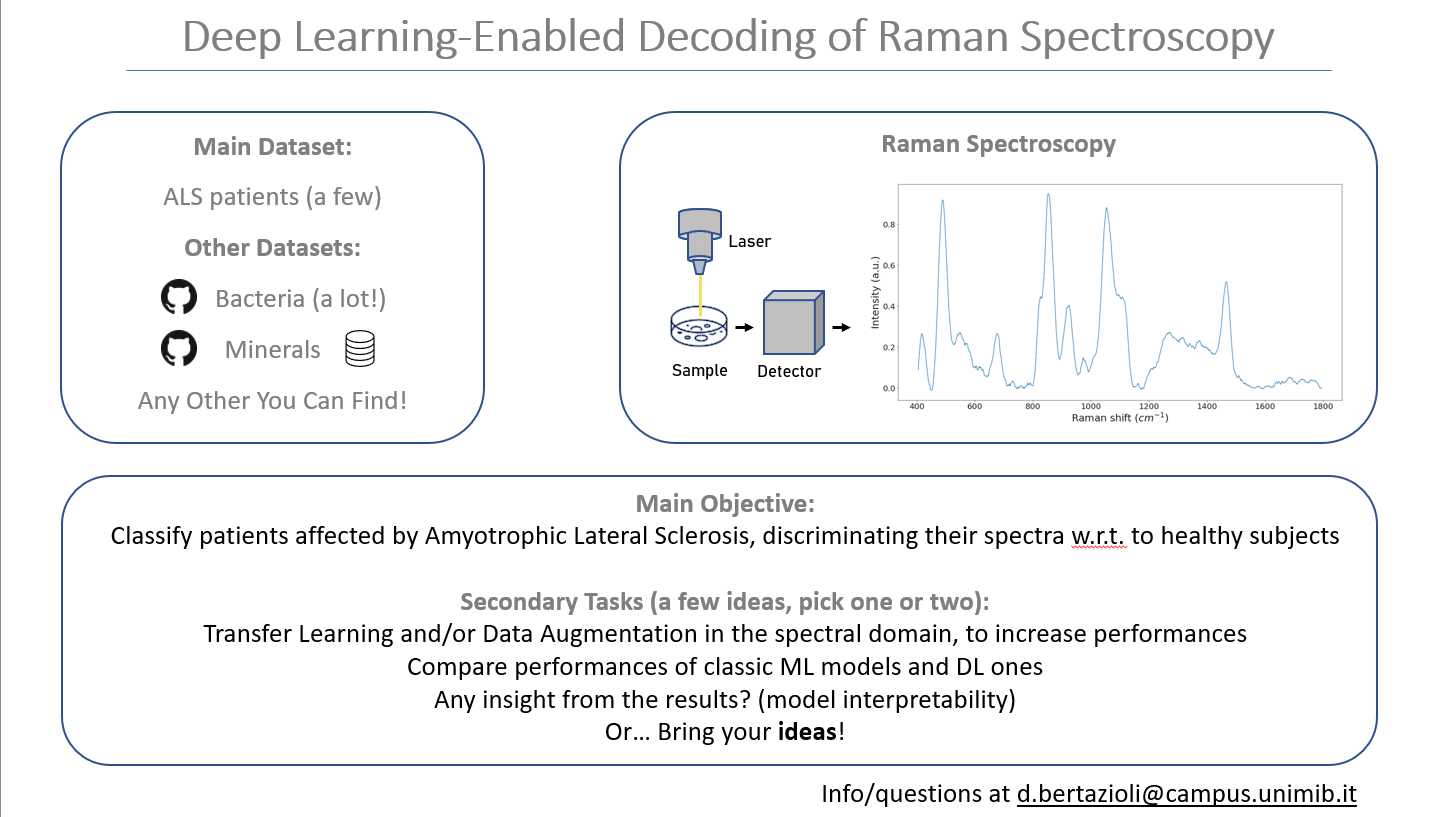 Deep Learning-Enabled Decoding of Raman Spectroscopy
Main Dataset:
ALS patients (a few)
Other Datasets:
Bacteria (a lot!)
Minerals
Any Other You Can Find!
Raman Spectroscopy
Laser
Sample
Detector
Intensity (a.u.)
0.8
0.6
0.4
0.2
0.0
400 600 800 1000 1200 1400 1600 1800
Raman shift (cm⁻¹)
Main Objective:
Classify patients affected by Amyotrophic Lateral Sclerosis, discriminating their spectra w.r.t. to healthy subjects
Secondary Tasks (a few ideas, pick one or two):
Transfer Learning and/or Data Augmentation in the spectral domain, to increase performances
Compare performances of classic ML models and DL ones
Any insight from the results? (model interpretability)
Or... Bring your ideas!
Info/questions at d.bertazioli@campus.unimib.it